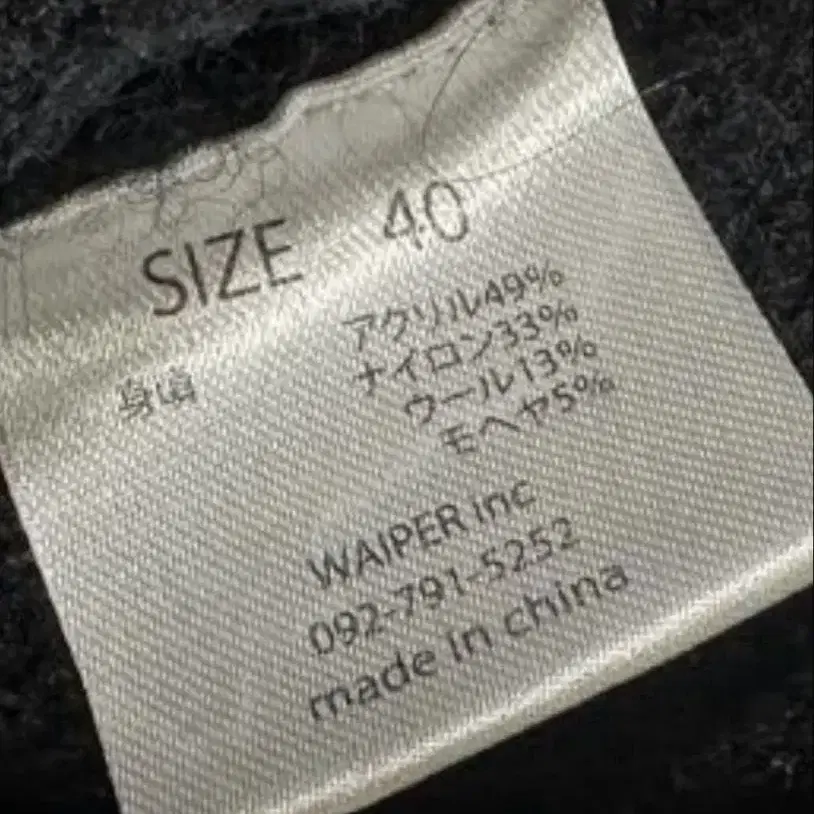 SIZE 40
身頃 アクリル49%
ナイロン33%
ウール13%
モヘヤ5%
WAIPER inc
092-791-5252
made in china